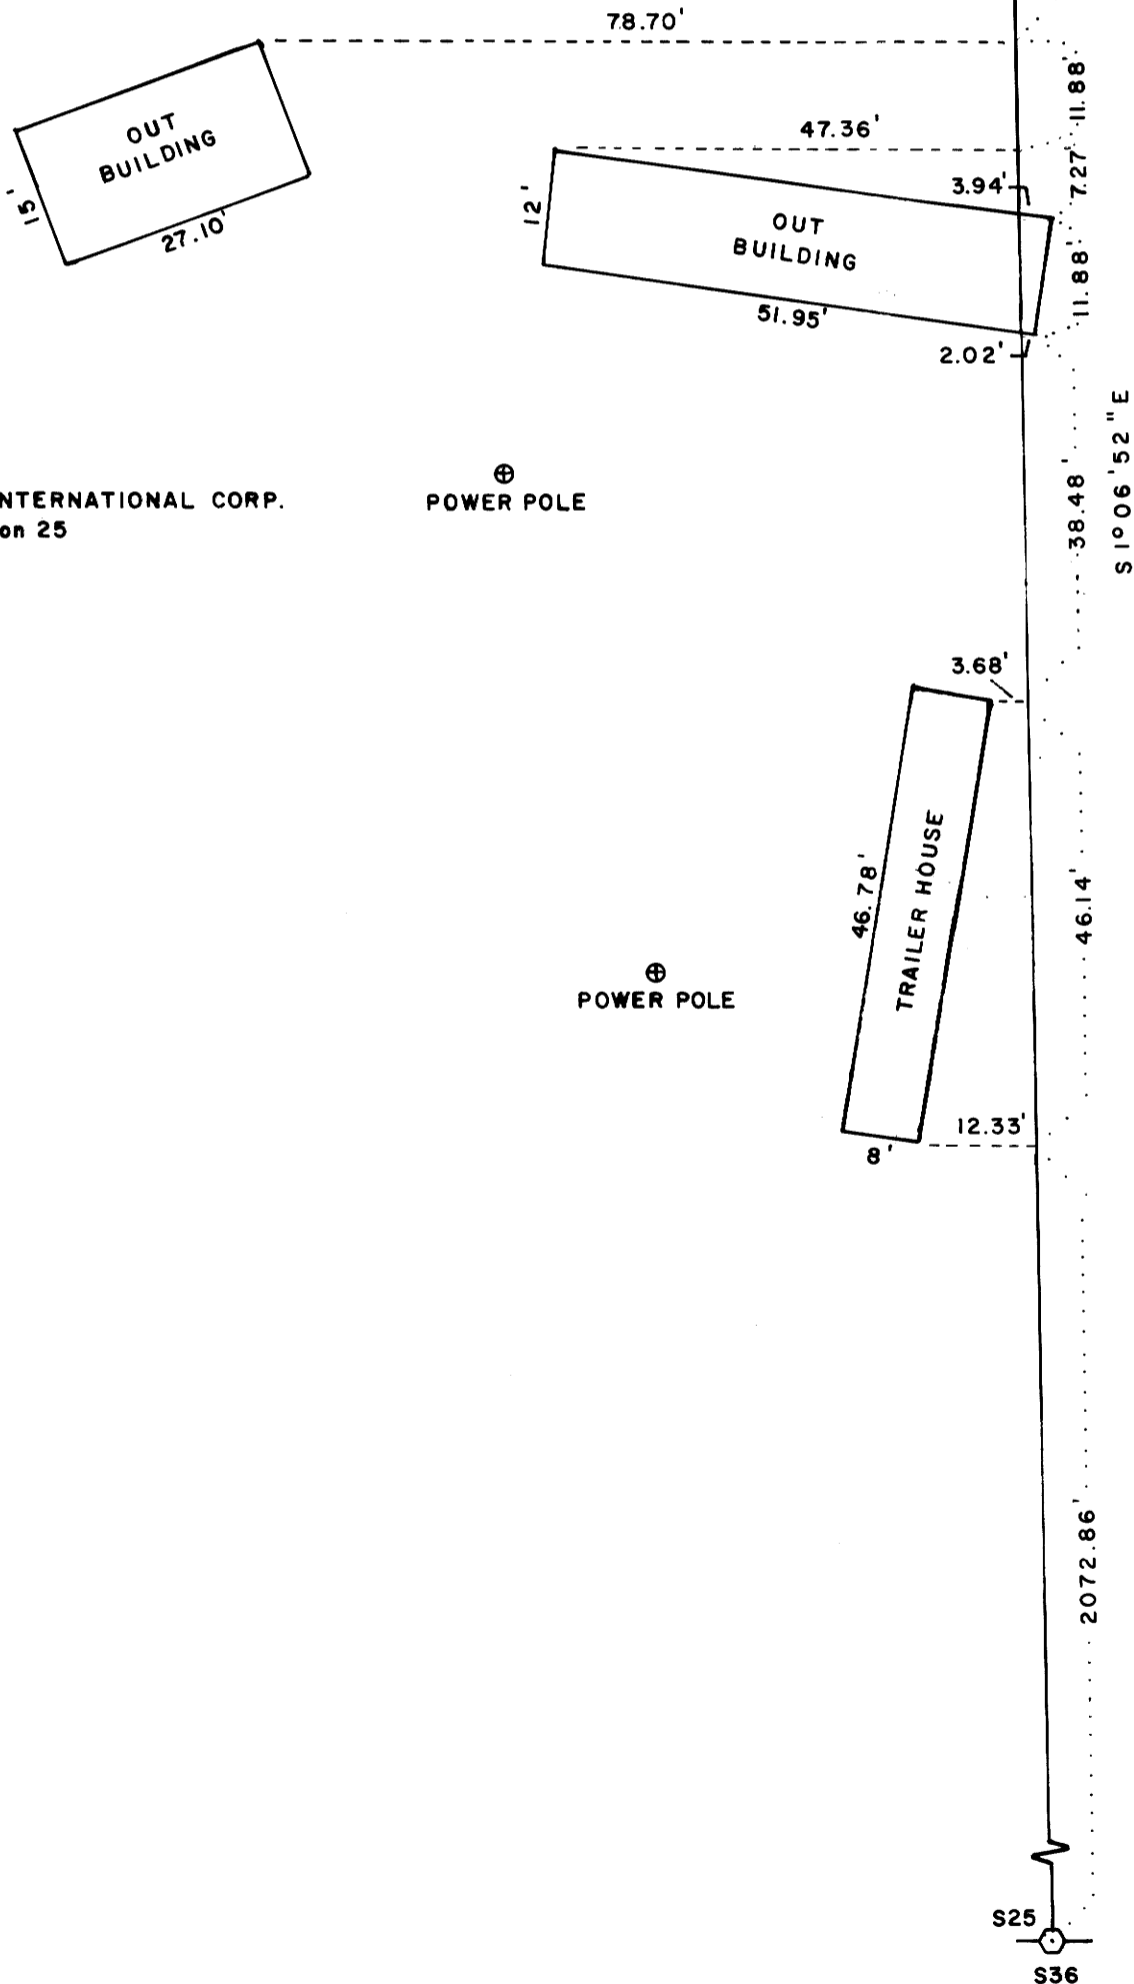 78.70'
11.88'
OUT
BUILDING
15'
27.10'
47.36'
7.27'
3.94'
12'
OUT
BUILDING
11.88'
51.95'
2.02'
S 1° 06' 52" E
38.48'
NTERNATIONAL CORP.
on 25
POWER POLE
3.68'
46.78'
TRAILER HOUSE
46.14'
POWER POLE
12.33'
8'
2072.86'
S25
S36